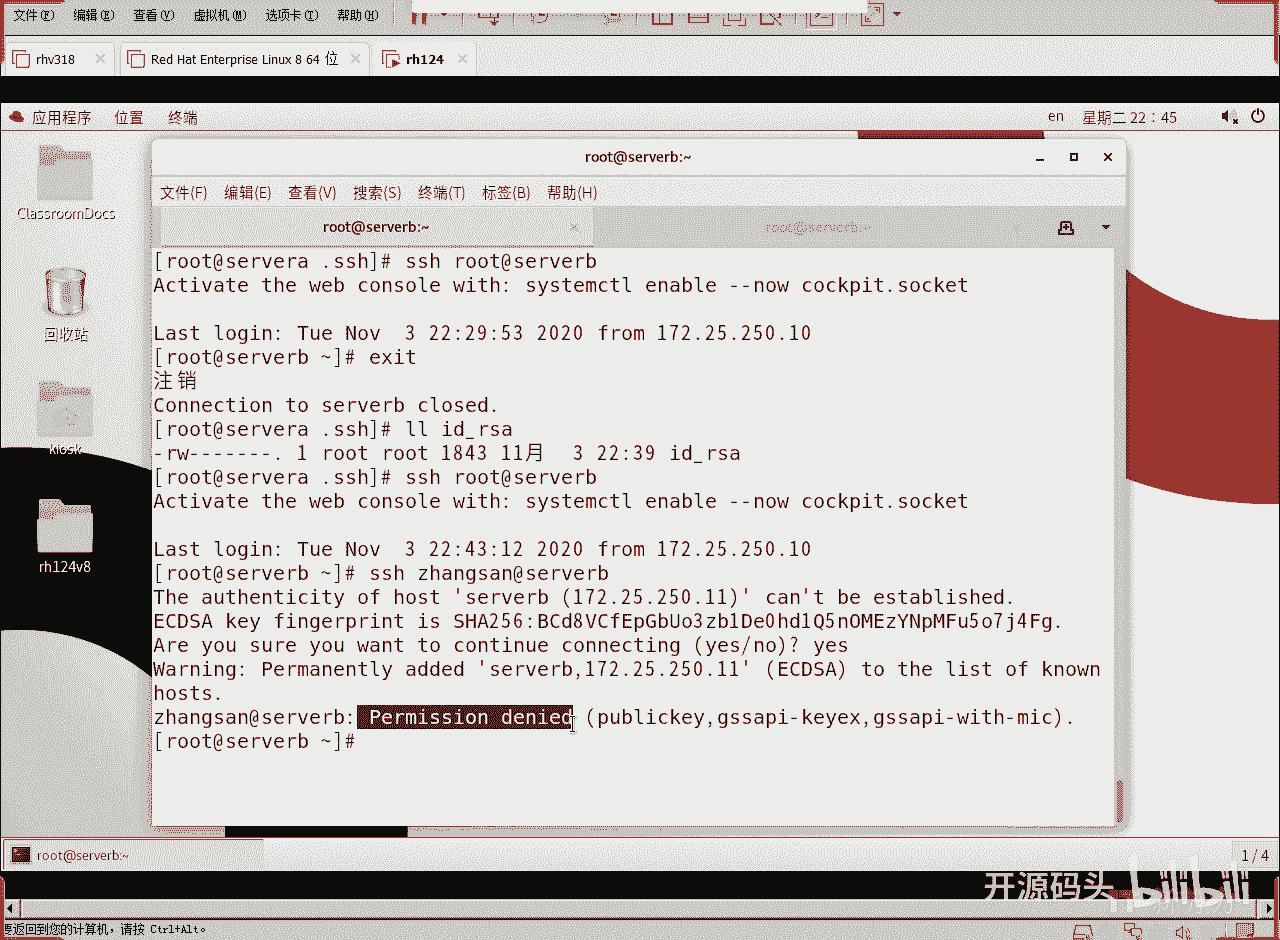 文件(F) 编辑(E) 查看(V) 虚拟机(M) 选项卡(T) 帮助(H)
rhv318 × Red Hat Enterprise Linux 8 64 位 × rh124 ×
应用程序 位置 终端 en 星期二 22：45
root@serverb:~
文件(F) 编辑(E) 查看(V) 搜索(S) 终端(T) 标签(B) 帮助(H)
root@serverb:~ × root@serverb:~
ClassroomDocs
回收站
kiosk
rh124v8
[root@servera .ssh]# ssh root@serverb
Activate the web console with: systemctl enable --now cockpit.socket
Last login: Tue Nov  3 22:29:53 2020 from 172.25.250.10
[root@serverb ~]# exit
注销
Connection to serverb closed.
[root@servera .ssh]# ll id_rsa
-rw-------. 1 root root 1843 11月  3 22:39 id_rsa
[root@servera .ssh]# ssh root@serverb
Activate the web console with: systemctl enable --now cockpit.socket
Last login: Tue Nov  3 22:43:12 2020 from 172.25.250.10
[root@serverb ~]# ssh zhangsan@serverb
The authenticity of host 'serverb (172.25.250.11)' can't be established.
ECDSA key fingerprint is SHA256:BCd8VCfEpGbUo3zb1De0hd1Q5nOMEzYNpMFu5o7j4Fg.
Are you sure you want to continue connecting (yes/no)? yes
Warning: Permanently added 'serverb,172.25.250.11' (ECDSA) to the list of known
hosts.
zhangsan@serverb: Permission denied (publickey,gssapi-keyex,gssapi-with-mic).
[root@serverb ~]#
root@serverb:~ 1 / 4
开源码头 bilibili
要返回到您的计算机，请按 Ctrl+Alt。